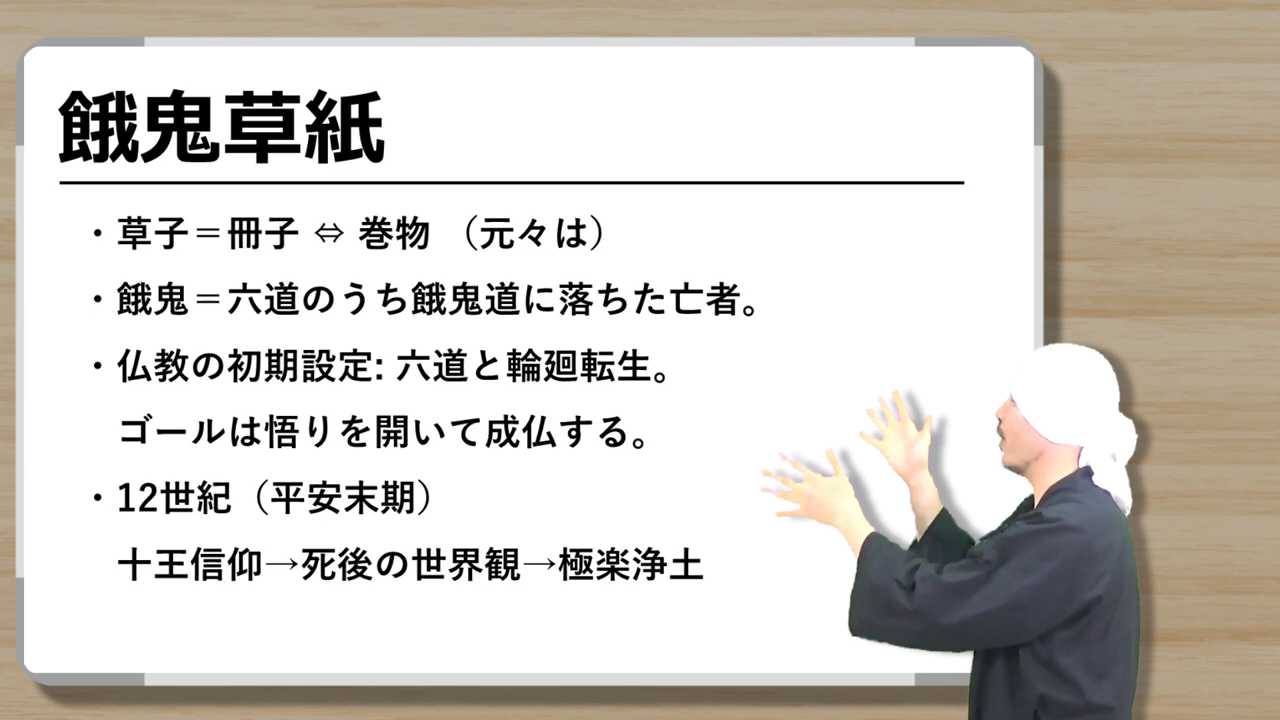 餓鬼草紙
・草子＝冊子 ⇔ 巻物 （元々は）
・餓鬼＝六道のうち餓鬼道に落ちた亡者。
・仏教の初期設定: 六道と輪廻転生。
ゴールは悟りを開いて成仏する。
・12世紀（平安末期）
十王信仰→死後の世界観→極楽浄土